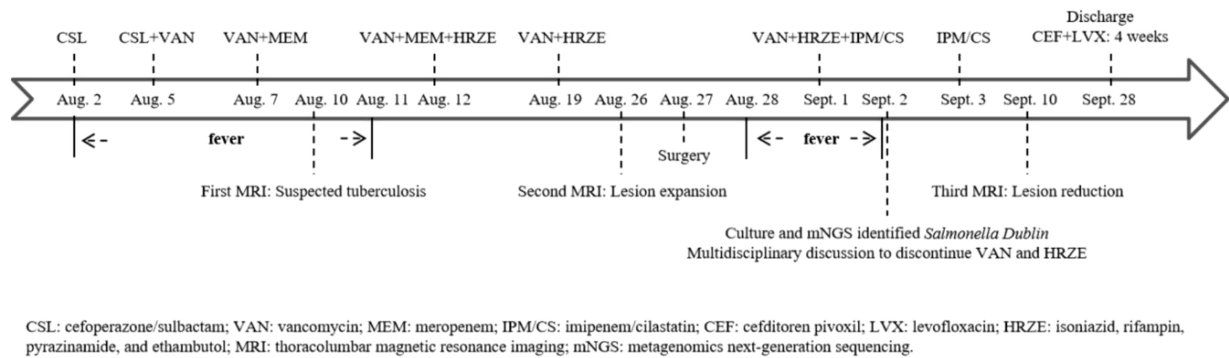 Discharge
CSL CSL+VAN VAN+MEM VAN+MEM+HRZE VAN+HRZE VAN+HRZE+IPM/CS IPM/CS CEF+LVX: 4 weeks
Aug. 2 Aug. 5 Aug. 7 Aug. 10 Aug. 11 Aug. 12 Aug. 19 Aug. 26 Aug. 27 Aug. 28 Sept. 1 Sept. 2 Sept. 3 Sept. 10 Sept. 28
fever fever
Surgery
First MRI: Suspected tuberculosis Second MRI: Lesion expansion Third MRI: Lesion reduction
Culture and mNGS identified Salmonella Dublin
Multidisciplinary discussion to discontinue VAN and HRZE
CSL: cefoperazone/sulbactam; VAN: vancomycin; MEM: meropenem; IPM/CS: imipenem/cilastatin; CEF: cefditoren pivoxil; LVX: levofloxacin; HRZE: isoniazid, rifampin,
pyrazinamide, and ethambutol; MRI: thoracolumbar magnetic resonance imaging; mNGS: metagenomics next-generation sequencing.